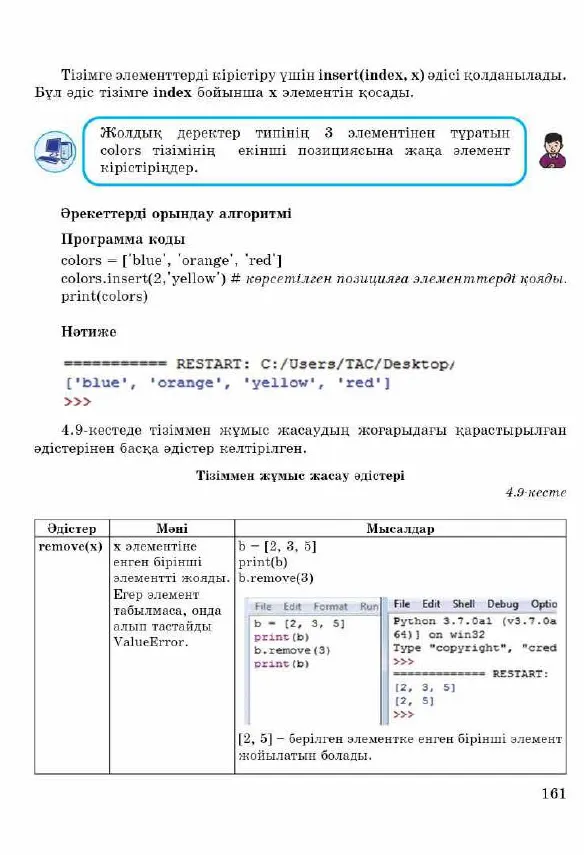 Тізімге элементтерді кірістіру үшін insert(index, x) әдісі қолданылады.
Бұл әдіс тізімге index бойынша x элементін қосады.
Жолдық деректер типінің 3 элементінен тұратын
colors тізімінің екінші позициясына жаңа элемент
кірістіріңдер.
Әрекеттерді орындау алгоритмі
Программа коды
colors = ['blue', 'orange', 'red']
colors.insert(2,'yellow') # көрсетілген позицияға элементтерді қояды.
print(colors)
Нәтиже
=========== RESTART: C:/Users/TAC/Desktop/
['blue', 'orange', 'yellow', 'red']
>>>
4.9-кестеде тізіммен жұмыс жасаудың жоғарыдағы қарастырылған
әдістерінен басқа әдістер келтірілген.
Тізіммен жұмыс жасау әдістері
4.9-кесте
Әдістер Мәні Мысалдар
remove(x)
x элементіне
енген бірінші
элементті жояды.
Егер элемент
табылмаса, онда
алып тастайды
ValueError.
b = [2, 3, 5]
print(b)
b.remove(3)
File Edit Format Run
b = [2, 3, 5]
print(b)
b.remove(3)
print(b)
File Edit Shell Debug Optio
Python 3.7.0a1 (v3.7.0a
64)] on win32
Type "copyright", "cred
>>>
============= RESTART:
[2, 3, 5]
[2, 5]
>>>
[2, 5] – берілген элементке енген бірінші элемент
жойылатын болады.
161